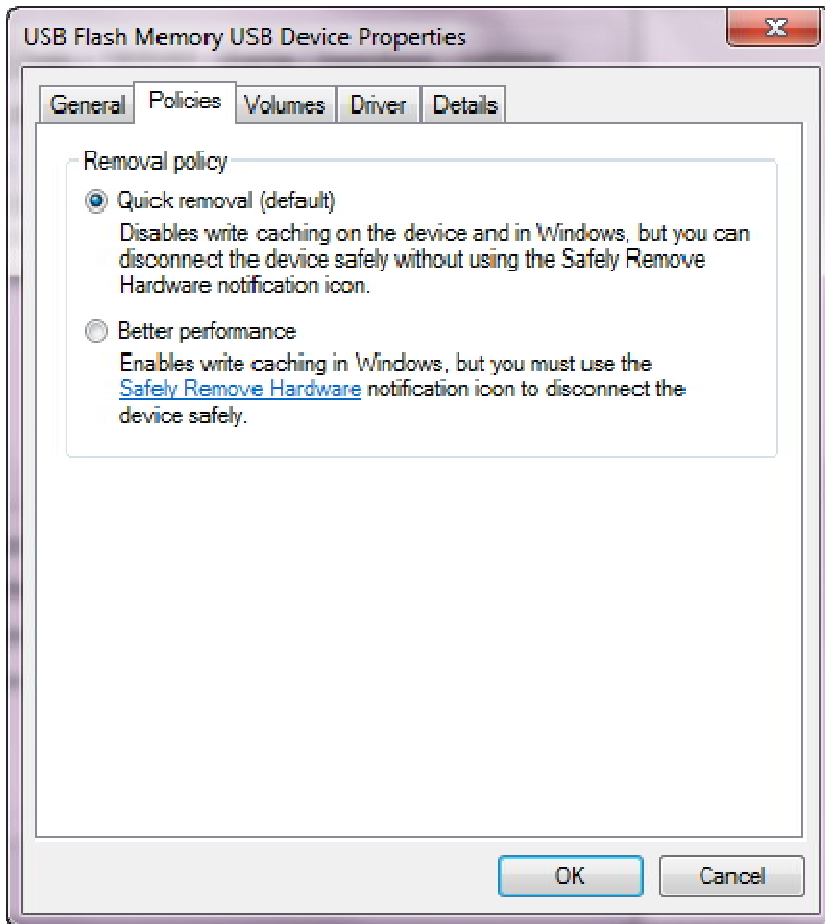 USB Flash Memory USB Device Properties
General Policies Volumes Driver Details
Removal policy
Quick removal (default)
Disables write caching on the device and in Windows, but you can
disconnect the device safely without using the Safely Remove
Hardware notification icon.
Better performance
Enables write caching in Windows, but you must use the
Safely Remove Hardware notification icon to disconnect the
device safely.
OK Cancel